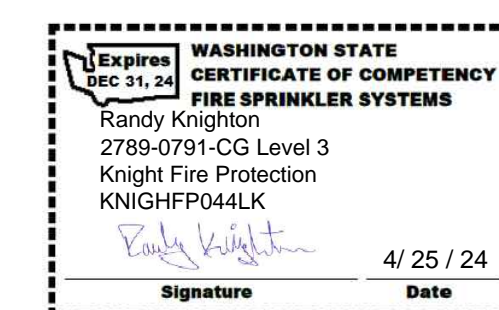 Expires
DEC 31, 24
WASHINGTON STATE
CERTIFICATE OF COMPETENCY
FIRE SPRINKLER SYSTEMS
Randy Knighton
2789-0791-CG Level 3
Knight Fire Protection
KNIGHFP044LK
Randy Knighton
4/ 25 / 24
Signature
Date